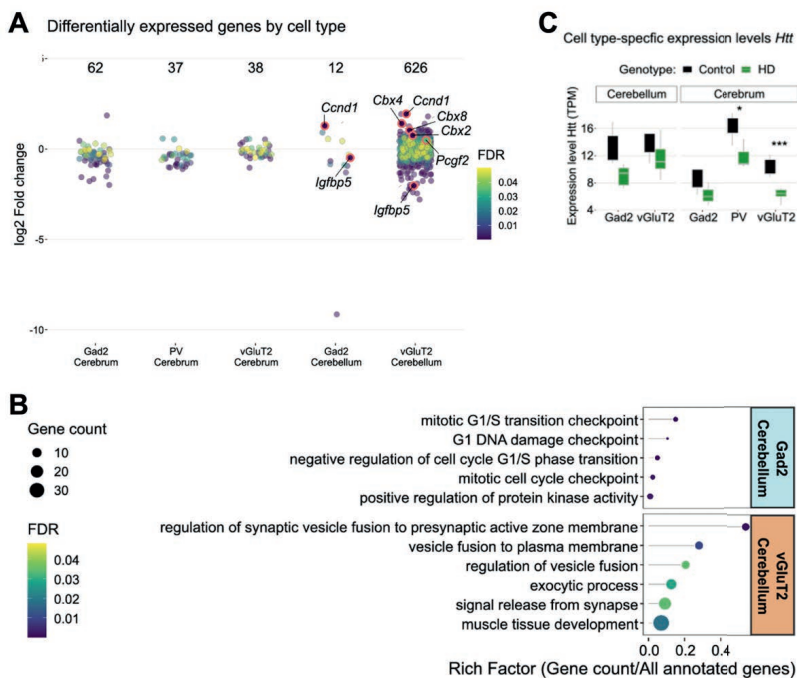 A
Differentially expressed genes by cell type
62 37 38 12 626
Ccnd1
Cbx4
Ccnd1
Cbx8
Cbx2
Pcgf2
Igfbp5
Igfbp5
log2 Fold change
0
-5
-10
FDR
0.04
0.03
0.02
0.01
Gad2
Cerebrum
PV
Cerebrum
vGluT2
Cerebrum
Gad2
Cerebellum
vGluT2
Cerebellum
C
Cell type-specfic expression levels Htt
Genotype: Control HD
Cerebellum Cerebrum
Expression level Htt (TPM)
16
12
8
4
*
***
Gad2 vGluT2 Gad2 PV vGluT2
B
Gene count
10
20
30
FDR
0.04
0.03
0.02
0.01
mitotic G1/S transition checkpoint
G1 DNA damage checkpoint
negative regulation of cell cycle G1/S phase transition
mitotic cell cycle checkpoint
positive regulation of protein kinase activity
Gad2
Cerebellum
regulation of synaptic vesicle fusion to presynaptic active zone membrane
vesicle fusion to plasma membrane
regulation of vesicle fusion
exocytic process
signal release from synapse
muscle tissue development
vGluT2
Cerebellum
0.0 0.2 0.4
Rich Factor (Gene count/All annotated genes)